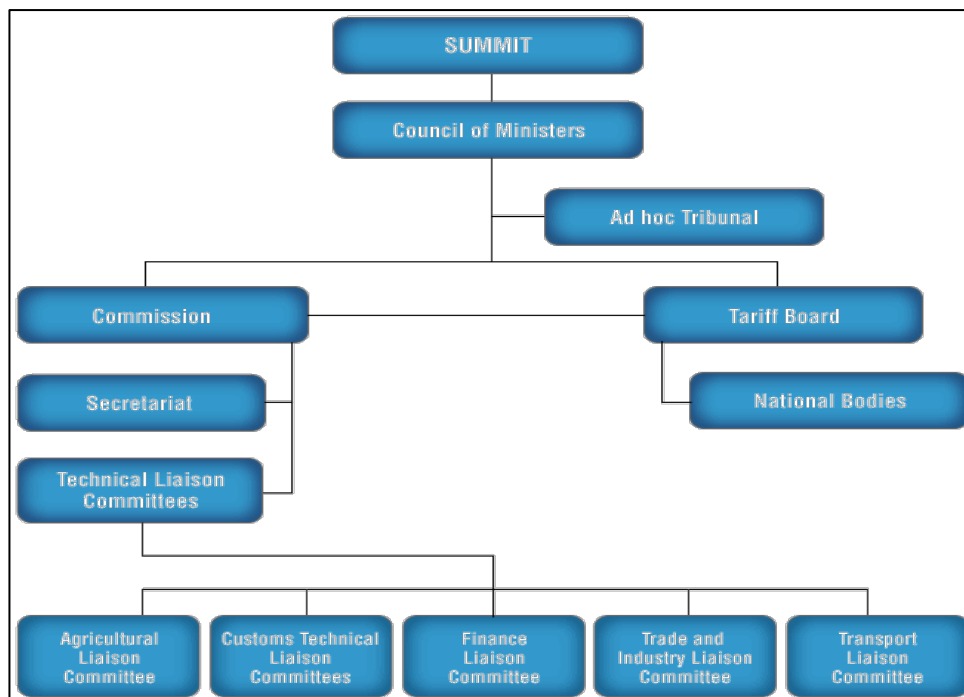 SUMMIT
Council of Ministers
Ad hoc Tribunal
Commission
Tariff Board
Secretariat
National Bodies
Technical Liaison
Committees
Agricultural
Liaison
Committee
Customs Technical
Liaison
Committees
Finance
Liaison
Committee
Trade and
Industry Liaison
Committee
Transport
Liaison
Committee